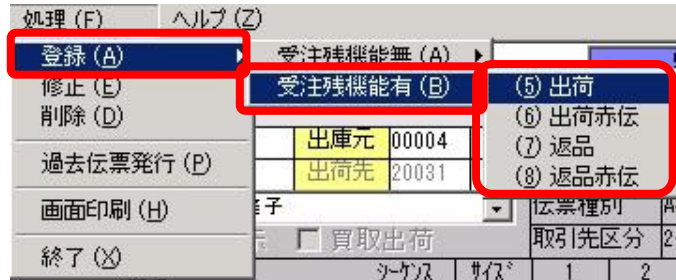 処理 (F) ヘルプ (Z)
登録 (A) 受注残機能無 (A)
修正 (E) 受注残機能有 (B) (5) 出荷
削除 (D) (6) 出荷赤伝
出庫元 00004 (7) 返品
過去伝票発行 (P) 出荷先 20031 (8) 返品赤伝
画面印刷 (H) 子 伝票種別
買取出荷 取引先区分 2
終了 (X) シーケンス サイズ 1 2